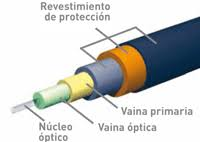 Revestimiento
de protección
Vaina primaria
Núcleo
óptico
Vaina óptica